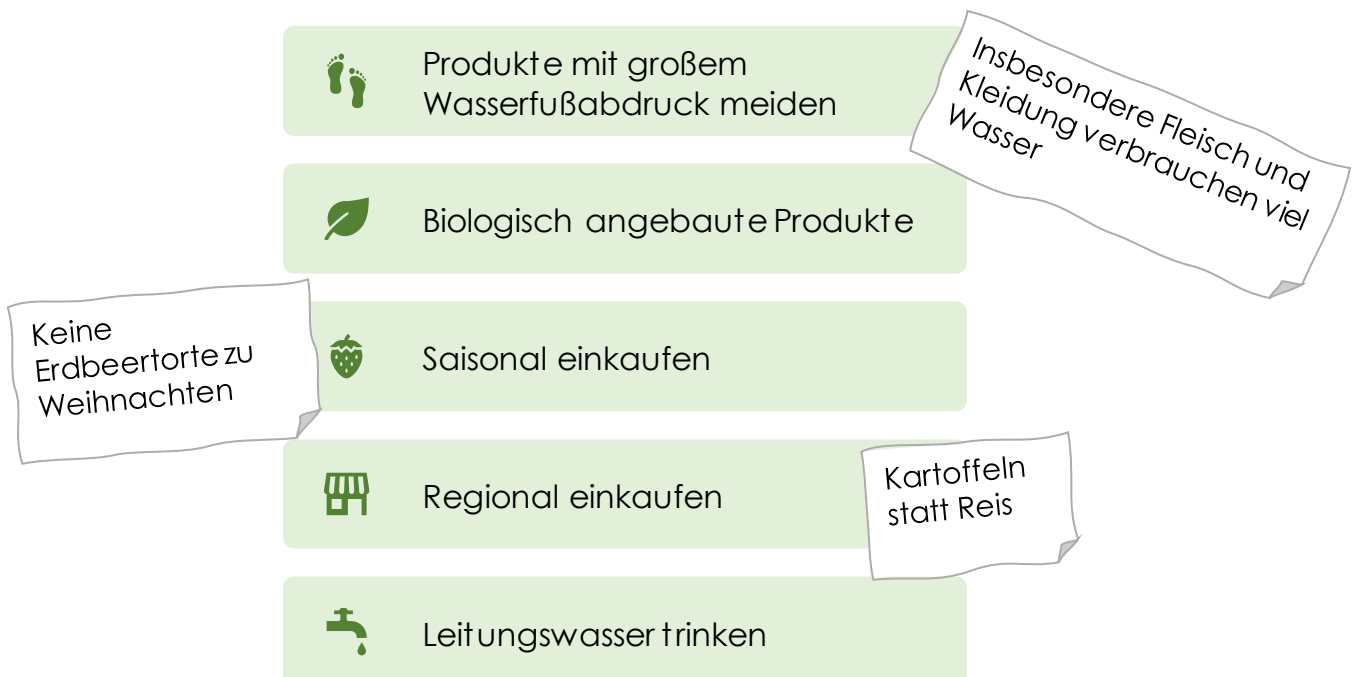 Produkte mit großem
Wasserfußabdruck meiden
Insbesondere Fleisch und
Kleidung verbrauchen viel
Wasser
Biologisch angebaute Produkte
Keine
Erdbeertorte zu
Weihnachten
Saisonal einkaufen
Regional einkaufen
Kartoffeln
statt Reis
Leitungswasser trinken